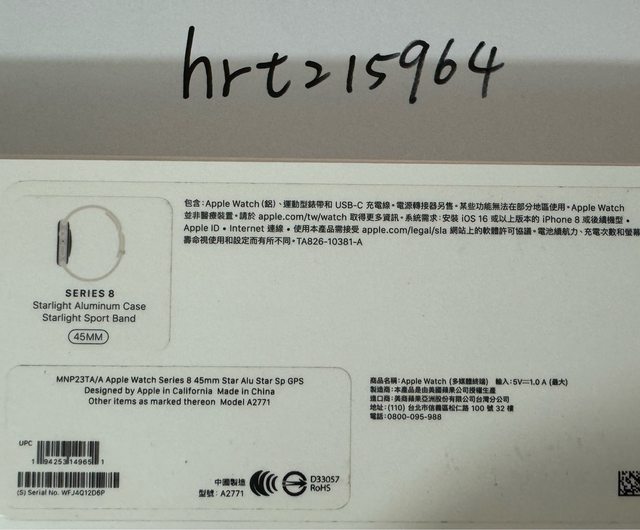 hrtz15964
包含：Apple Watch (鋁)、運動型錶帶和 USB-C 充電線。電源轉接器另售。某些功能無法在部分地區使用。Apple Watch
並非醫療裝置。請於 apple.com/tw/watch 取得更多資訊。系統需求：安裝 iOS 16 或以上版本的 iPhone 8 或後續機型。
Apple ID。Internet 連線。使用本產品需接受 apple.com/legal/sla 網站上的軟體許可協議。電池續航力、充電次數和螢幕
壽命視使用和設定而有所不同。TA826-10381-A
SERIES 8
Starlight Aluminum Case
Starlight Sport Band
45MM
MNP23TA/A Apple Watch Series 8 45mm Star Alu Star Sp GPS
Designed by Apple in California Made in China
Other items as marked thereon Model A2771
商品名稱：Apple Watch (多媒體終端) 輸入：5V⎓1.0 A (最大)
製造商：本產品是由美國蘋果公司授權生產
進口商：美商蘋果亞洲股份有限公司台灣分公司
地址：(110) 台北市信義區松仁路 100 號 32 樓
電話：0800-095-988
UPC
1 94253 14965 1
(S) Serial No. WFJ4Q12D6P
中國製造
型號：A2771
D33057
RoHS